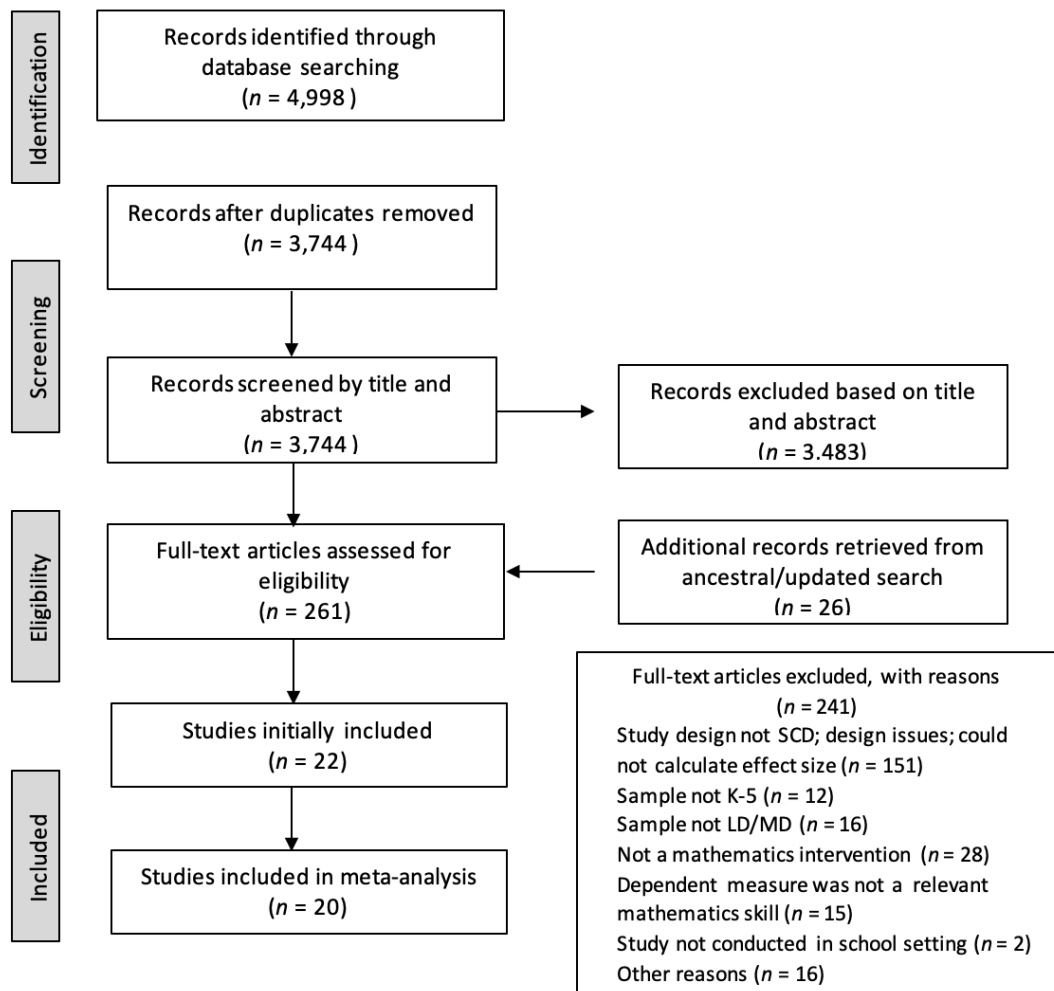 Identification
Records identified through
database searching
(n = 4,998 )
Records after duplicates removed
(n = 3,744 )
Screening
Records screened by title and
abstract
(n = 3,744 )
Records excluded based on title
and abstract
(n = 3.483)
Eligibility
Full-text articles assessed for
eligibility
(n = 261)
Additional records retrieved from
ancestral/updated search
(n = 26)
Full-text articles excluded, with reasons
(n = 241)
Study design not SCD; design issues; could
not calculate effect size (n = 151)
Sample not K-5 (n = 12)
Sample not LD/MD (n = 16)
Not a mathematics intervention (n = 28)
Dependent measure was not a relevant
mathematics skill (n = 15)
Study not conducted in school setting (n = 2)
Other reasons (n = 16)
Studies initially included
(n = 22)
Included
Studies included in meta-analysis
(n = 20)